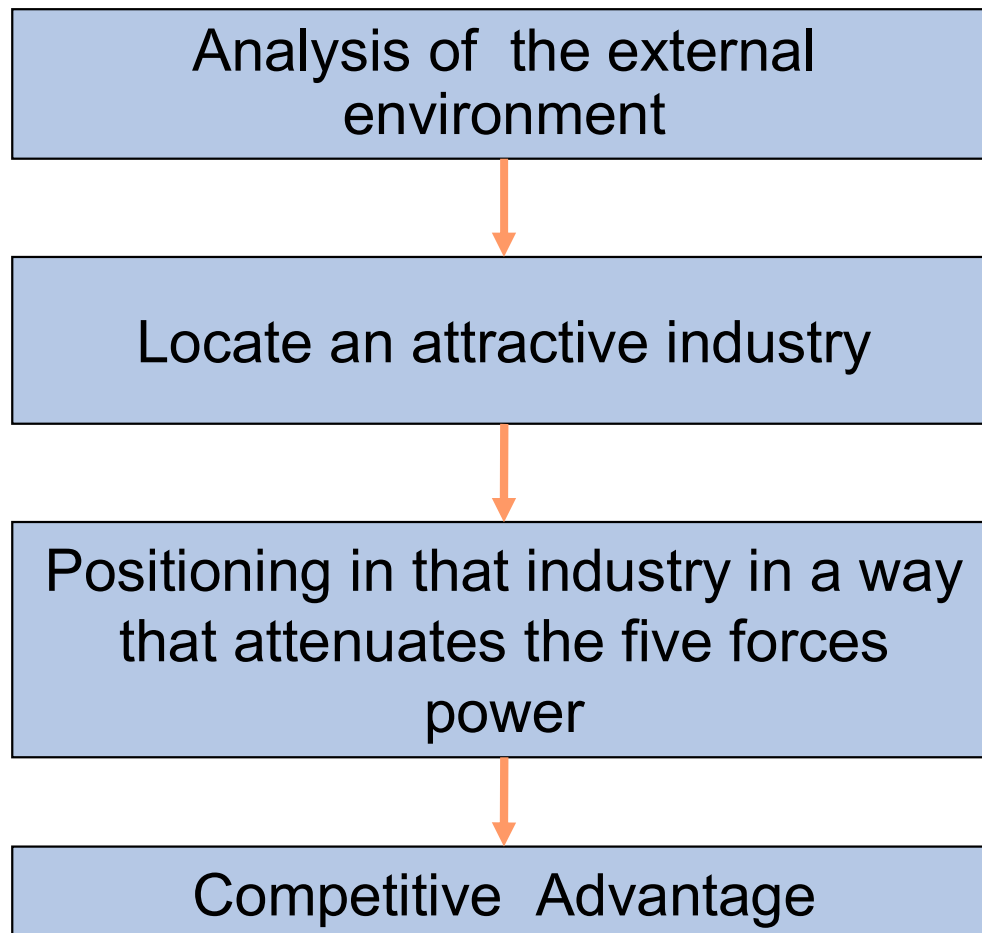 Analysis of  the external
environment
Locate an attractive industry
Positioning in that industry in a way
that attenuates the five forces
power
Competitive  Advantage